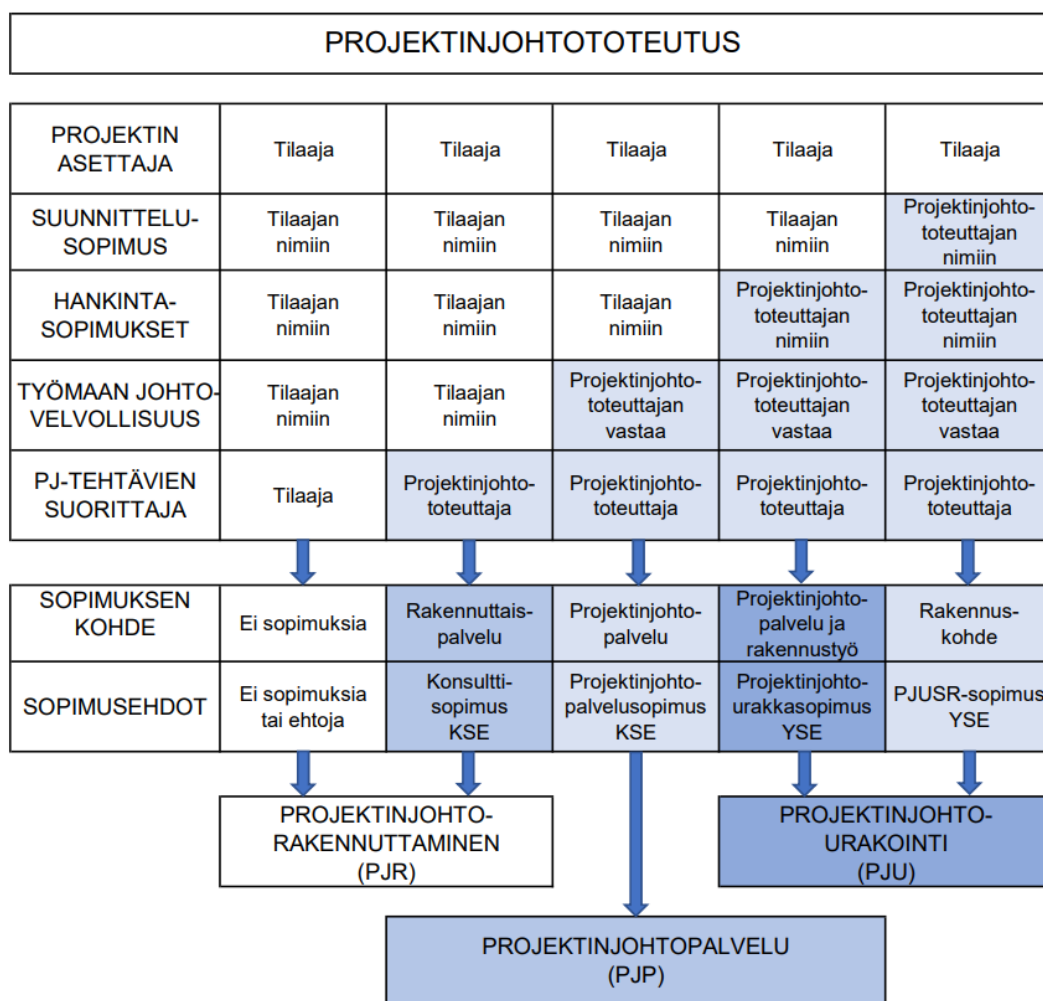 PROJEKTINJOHTOTOTEUTUS
PROJEKTIN
ASETTAJA
Tilaaja
Tilaaja
Tilaaja
Tilaaja
Tilaaja
SUUNNITTELU-
SOPIMUS
Tilaajan
nimiin
Tilaajan
nimiin
Tilaajan
nimiin
Tilaajan
nimiin
Projektinjohto-
toteuttajan
nimiin
HANKINTA-
SOPIMUKSET
Tilaajan
nimiin
Tilaajan
nimiin
Tilaajan
nimiin
Projektinjohto-
toteuttajan
nimiin
Projektinjohto-
toteuttajan
nimiin
TYÖMAAN JOHTO-
VELVOLLISUUS
Tilaajan
nimiin
Tilaajan
nimiin
Projektinjohto-
toteuttajan
vastaa
Projektinjohto-
toteuttajan
vastaa
Projektinjohto-
toteuttajan
vastaa
PJ-TEHTÄVIEN
SUORITTAJA
Tilaaja
Projektinjohto-
toteuttaja
Projektinjohto-
toteuttaja
Projektinjohto-
toteuttaja
Projektinjohto-
toteuttaja
SOPIMUKSEN
KOHDE
Ei sopimuksia
Rakennuttais-
palvelu
Projektinjohto-
palvelu
Projektinjohto-
palvelu ja
rakennustyö
Rakennus-
kohde
SOPIMUSEHDOT
Ei sopimuksia
tai ehtoja
Konsultti-
sopimus
KSE
Projektinjohto-
palvelusopimus
KSE
Projektinjohto-
urakkasopimus
YSE
PJUSR-sopimus
YSE
PROJEKTINJOHTO-
RAKENNUTTAMINEN
(PJR)
PROJEKTINJOHTO-
URAKOINTI
(PJU)
PROJEKTINJOHTOPALVELU
(PJP)